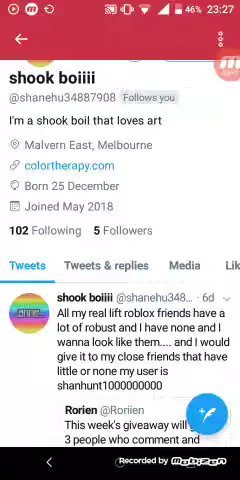 46% 23:27
shook boiiii
@shanehu34887908 Follows you
I'm a shook boil that loves art
Malvern East, Melbourne
colortherapy.com
Born 25 December
Joined May 2018
102 Following 5 Followers
Tweets Tweets & replies Media Lik
shook boiiii @shanehu348... · 6d
All my real lift roblox friends have a
lot of robust and I have none and I
wanna look like them.... and I would
give it to my close friends that have
little or none my user is
shanhunt1000000000
Rorien @Roriien
This week's giveaway will
3 people who comment and
Recorded by Mobizen